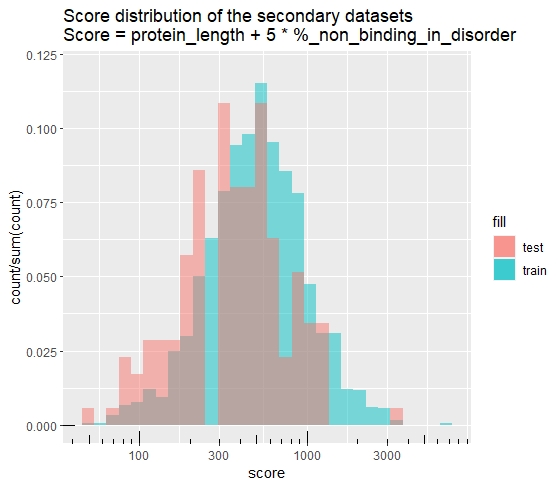 Score distribution of the secondary datasets
Score = protein_length + 5 * %_non_binding_in_disorder
0.125
0.100
0.075
0.050
0.025
0.000
count/sum(count)
100
300
1000
3000
score
fill
test
train